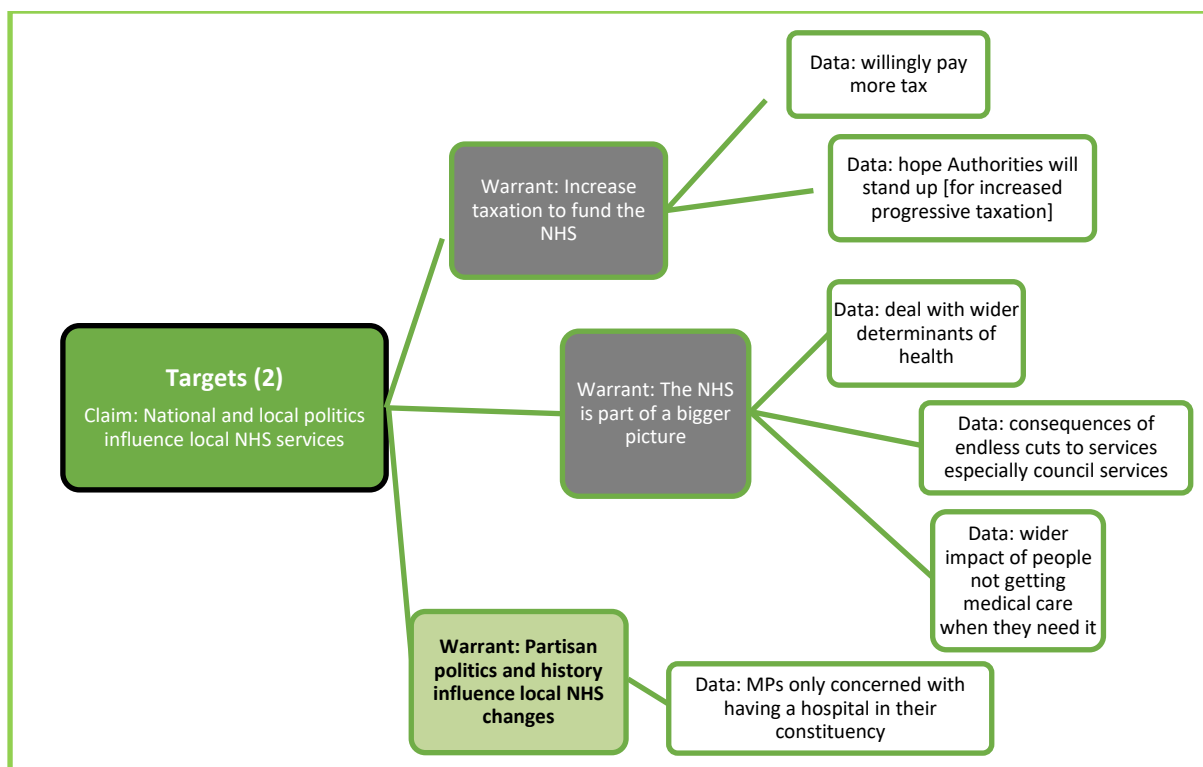 Data: willingly pay
more tax
Warrant: Increase
taxation to fund the
NHS
Data: hope Authorities will
stand up [for increased
progressive taxation]
Targets (2)
Claim: National and local politics
influence local NHS services
Warrant: The NHS
is part of a bigger
picture
Data: deal with wider
determinants of
health
Data: consequences of
endless cuts to services
especially council services
Data: wider
impact of people
not getting
medical care
when they need it
Warrant: Partisan
politics and history
influence local NHS
changes
Data: MPs only concerned with
having a hospital in their
constituency